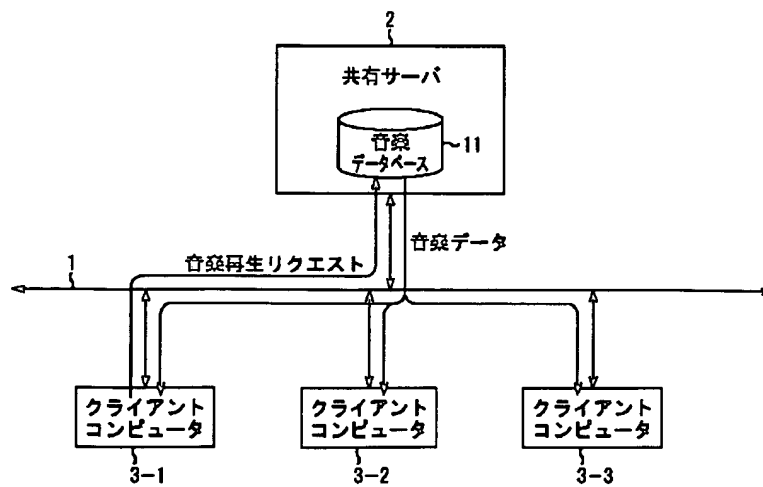 2
共有サーバ
音楽
データベース
11
音楽データ
音楽再生リクエスト
1
クライアント
コンピュータ
クライアント
コンピュータ
クライアント
コンピュータ
3-1
3-2
3-3